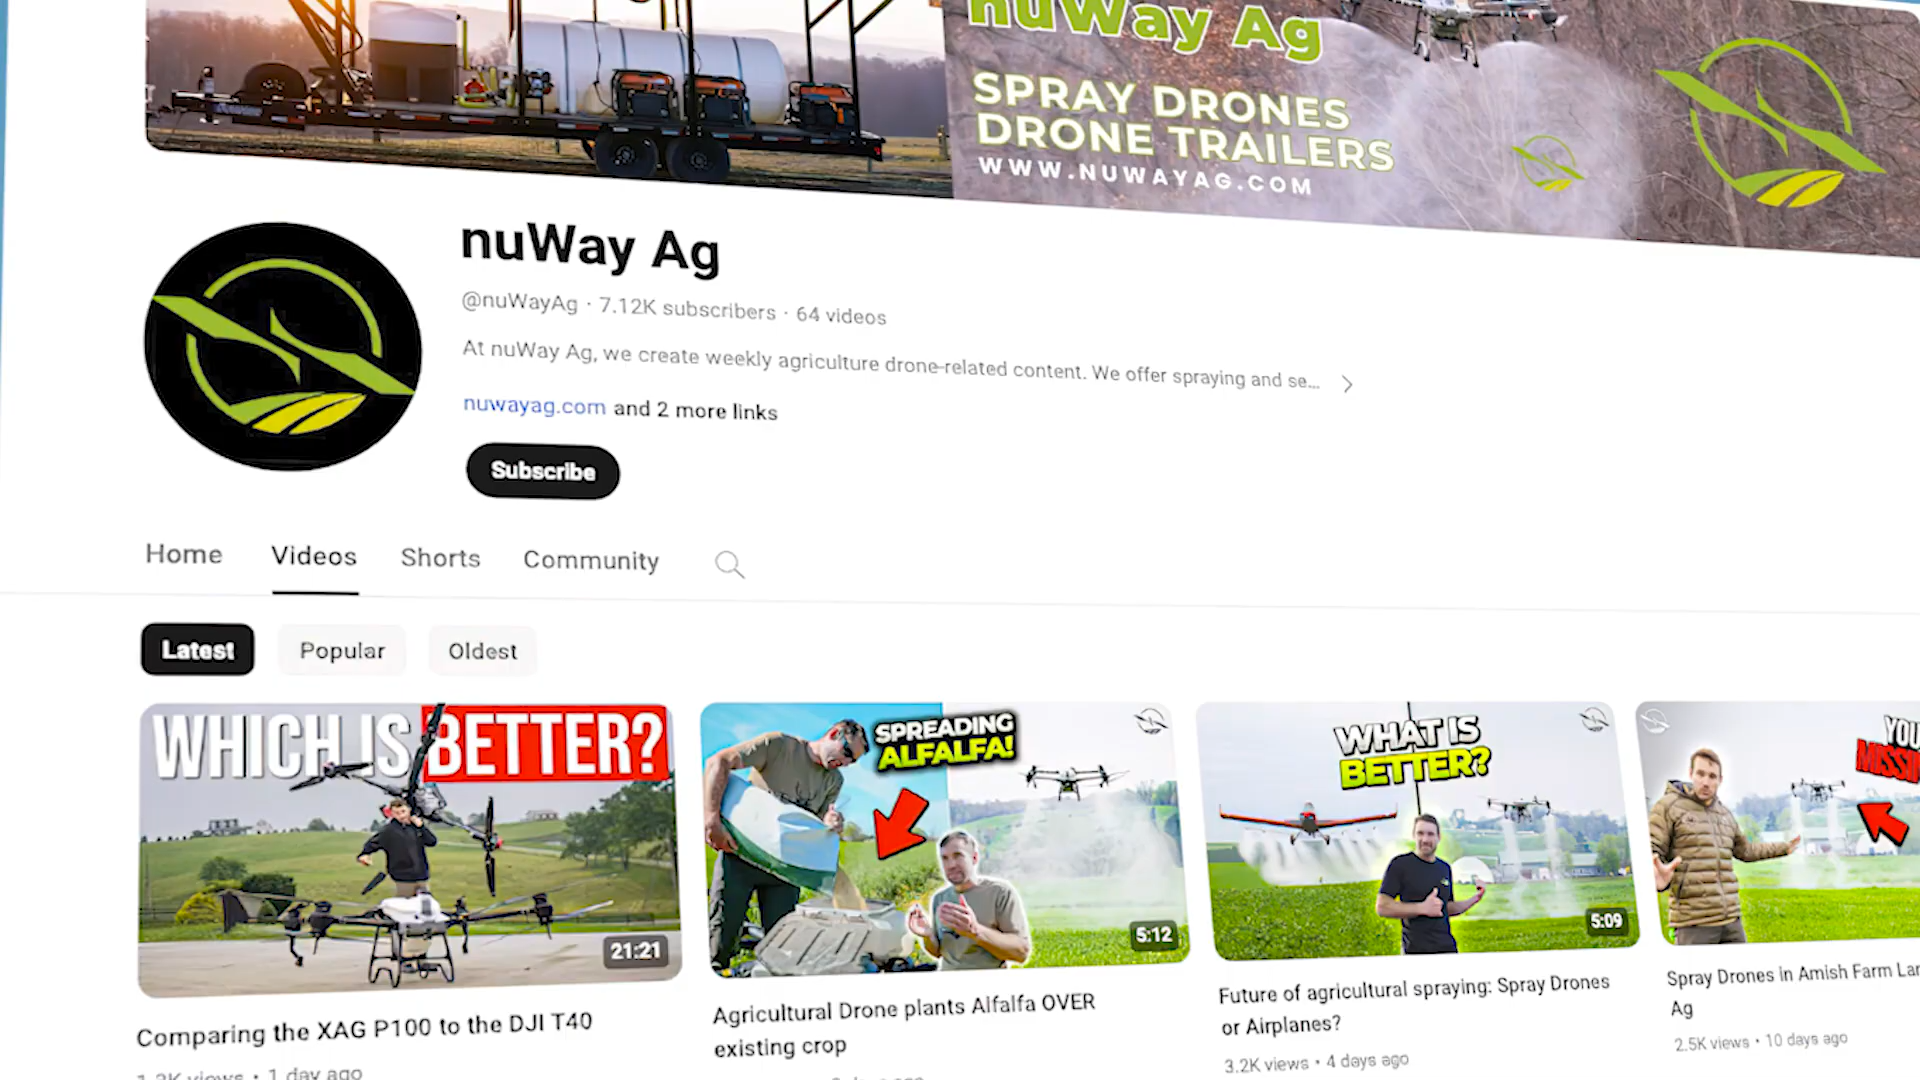 nuWay Ag
SPRAY DRONES
DRONE TRAILERS
WWW.NUWAYAG.COM
nuWay Ag
@nuWayAg · 7.12K subscribers · 64 videos
At nuWay Ag, we create weekly agriculture drone-related content. We offer spraying and se...
nuwayag.com and 2 more links
Subscribe
Home Videos Shorts Community
Latest Popular Oldest
WHICH IS BETTER?
21:21
SPREADING
ALFALFA!
5:12
WHAT IS
BETTER?
5:09
YOU
Comparing the XAG P100 to the DJI T40
1 day ago
Agricultural Drone plants Alfalfa OVER
existing crop
Future of agricultural spraying: Spray Drones
or Airplanes?
3.2K views • 4 days ago
Spray Drones in Amish Farm
Ag
2.5K views • 10 days ago